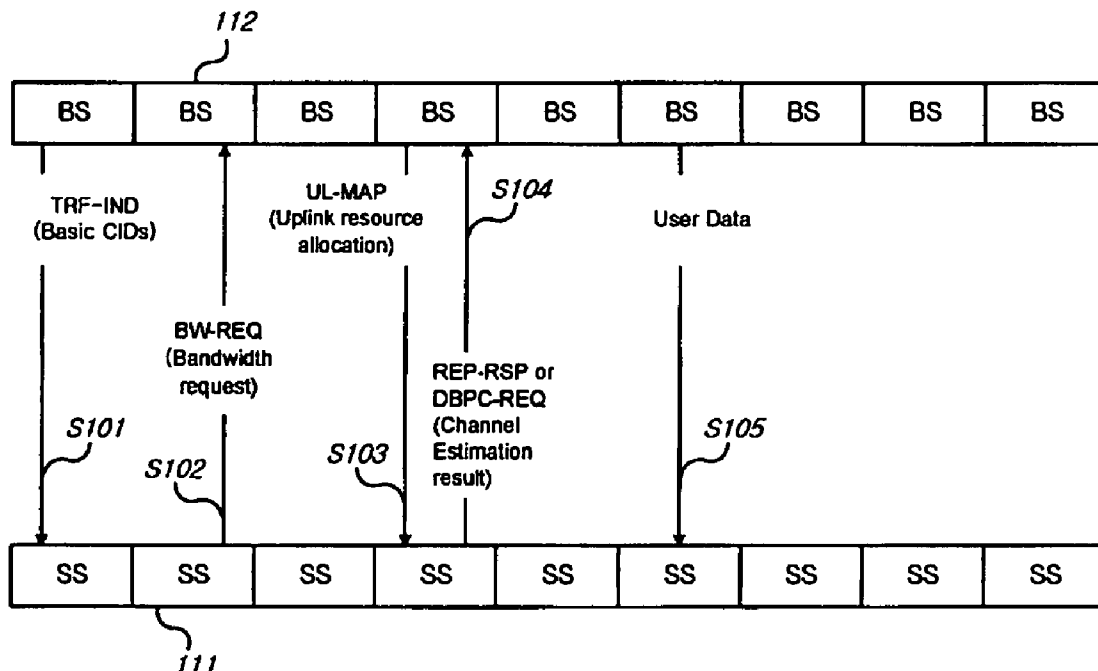 112
BS BS BS BS BS BS BS BS BS
TRF-IND
(Basic CIDs)
UL-MAP
(Uplink resource
allocation)
S104
User Data
BW-REQ
(Bandwidth
request)
REP-RSP or
DBPC-REQ
(Channel
Estimation
result)
S101
S102
S103
S105
SS SS SS SS SS SS SS SS SS
111